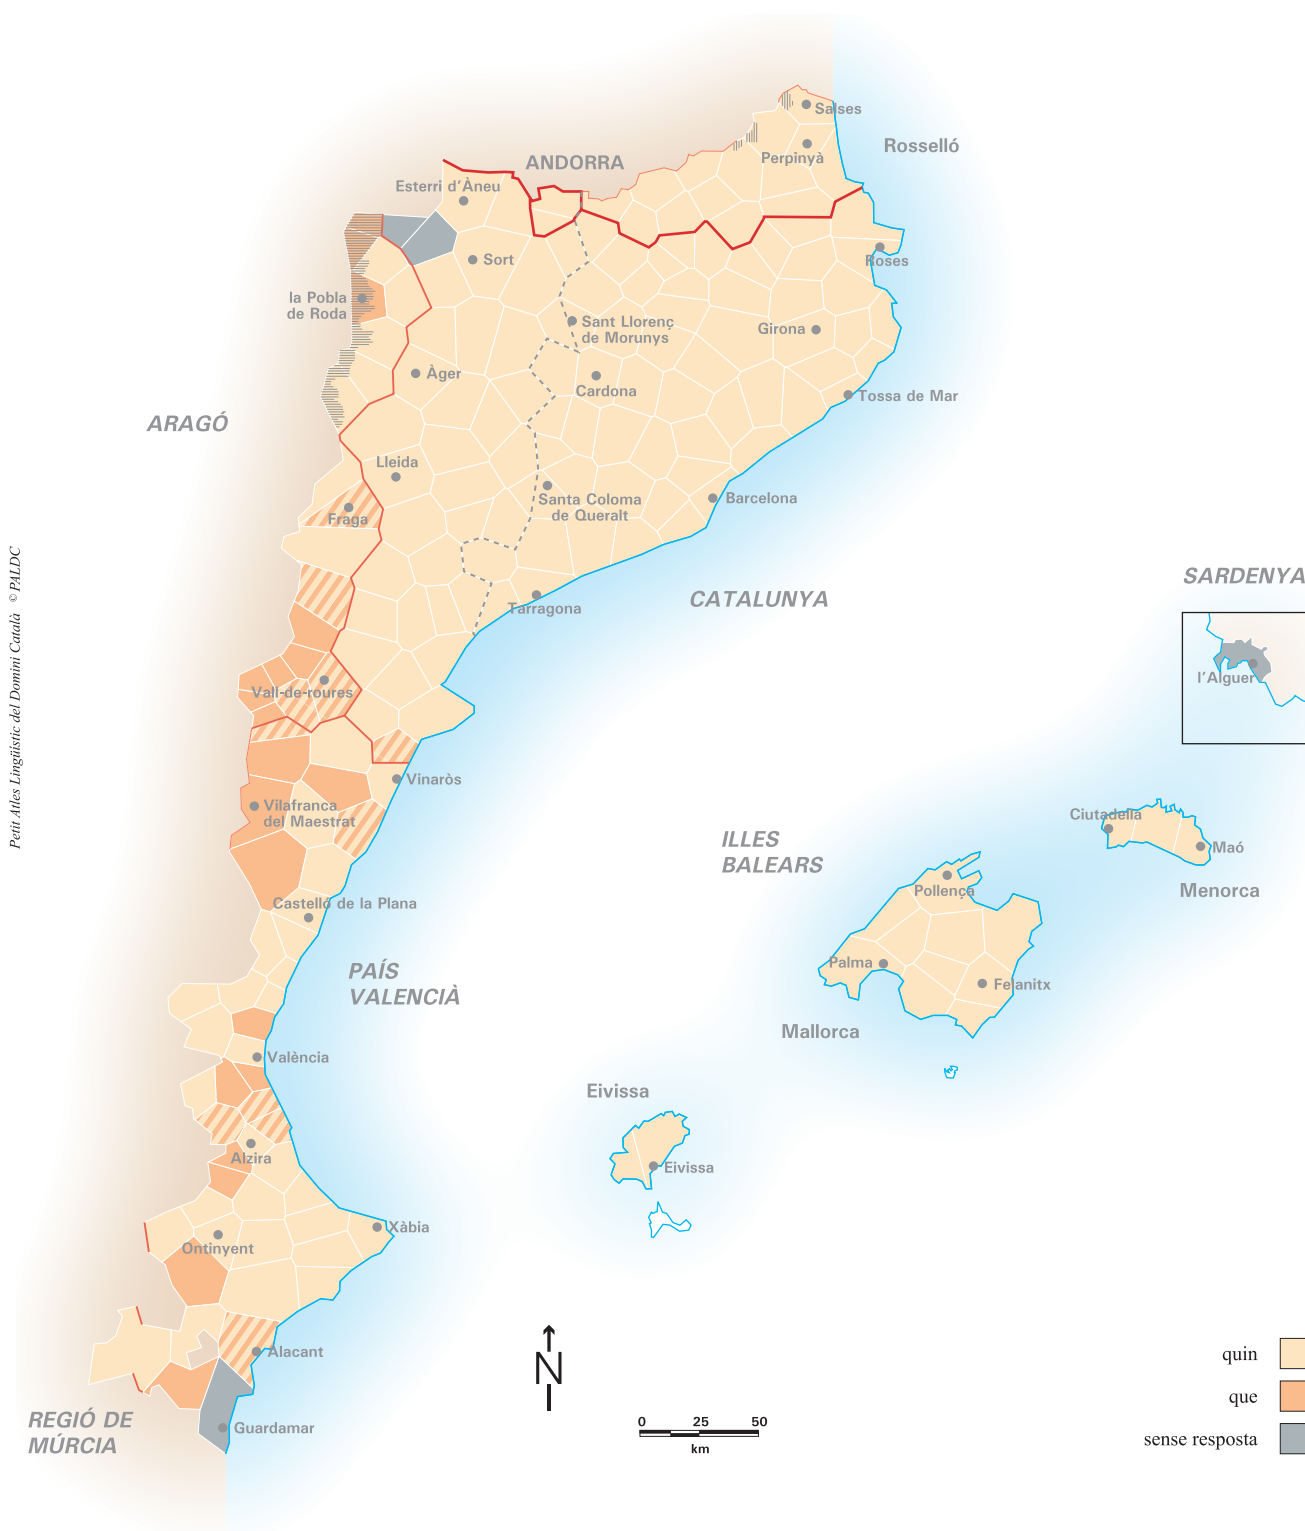 Salses
Rosselló
Perpinyà
ANDORRA
Esterri d'Àneu
Roses
Sort
la Pobla
de Roda
Sant Llorenç
de Morunys
Girona
Àger
Cardona
Tossa de Mar
ARAGÓ
Lleida
Santa Coloma
de Queralt
Barcelona
Fraga
Petit Atles Lingüístic del Domini Català © PALDC
SARDENYA
CATALUNYA
Tarragona
l'Alguer
Vall-de-roures
Vinaròs
Vilafranca
del Maestrat
Ciutadella
ILLES
BALEARS
Maó
Menorca
Pollença
Castelló de la Plana
Palma
PAÍS
VALENCIÀ
Felanitx
Mallorca
València
Eivissa
Alzira
Eivissa
Xàbia
Ontinyent
Alacant
N
quin
que
REGIÓ DE
MÚRCIA
Guardamar
0 25 50
km
sense resposta